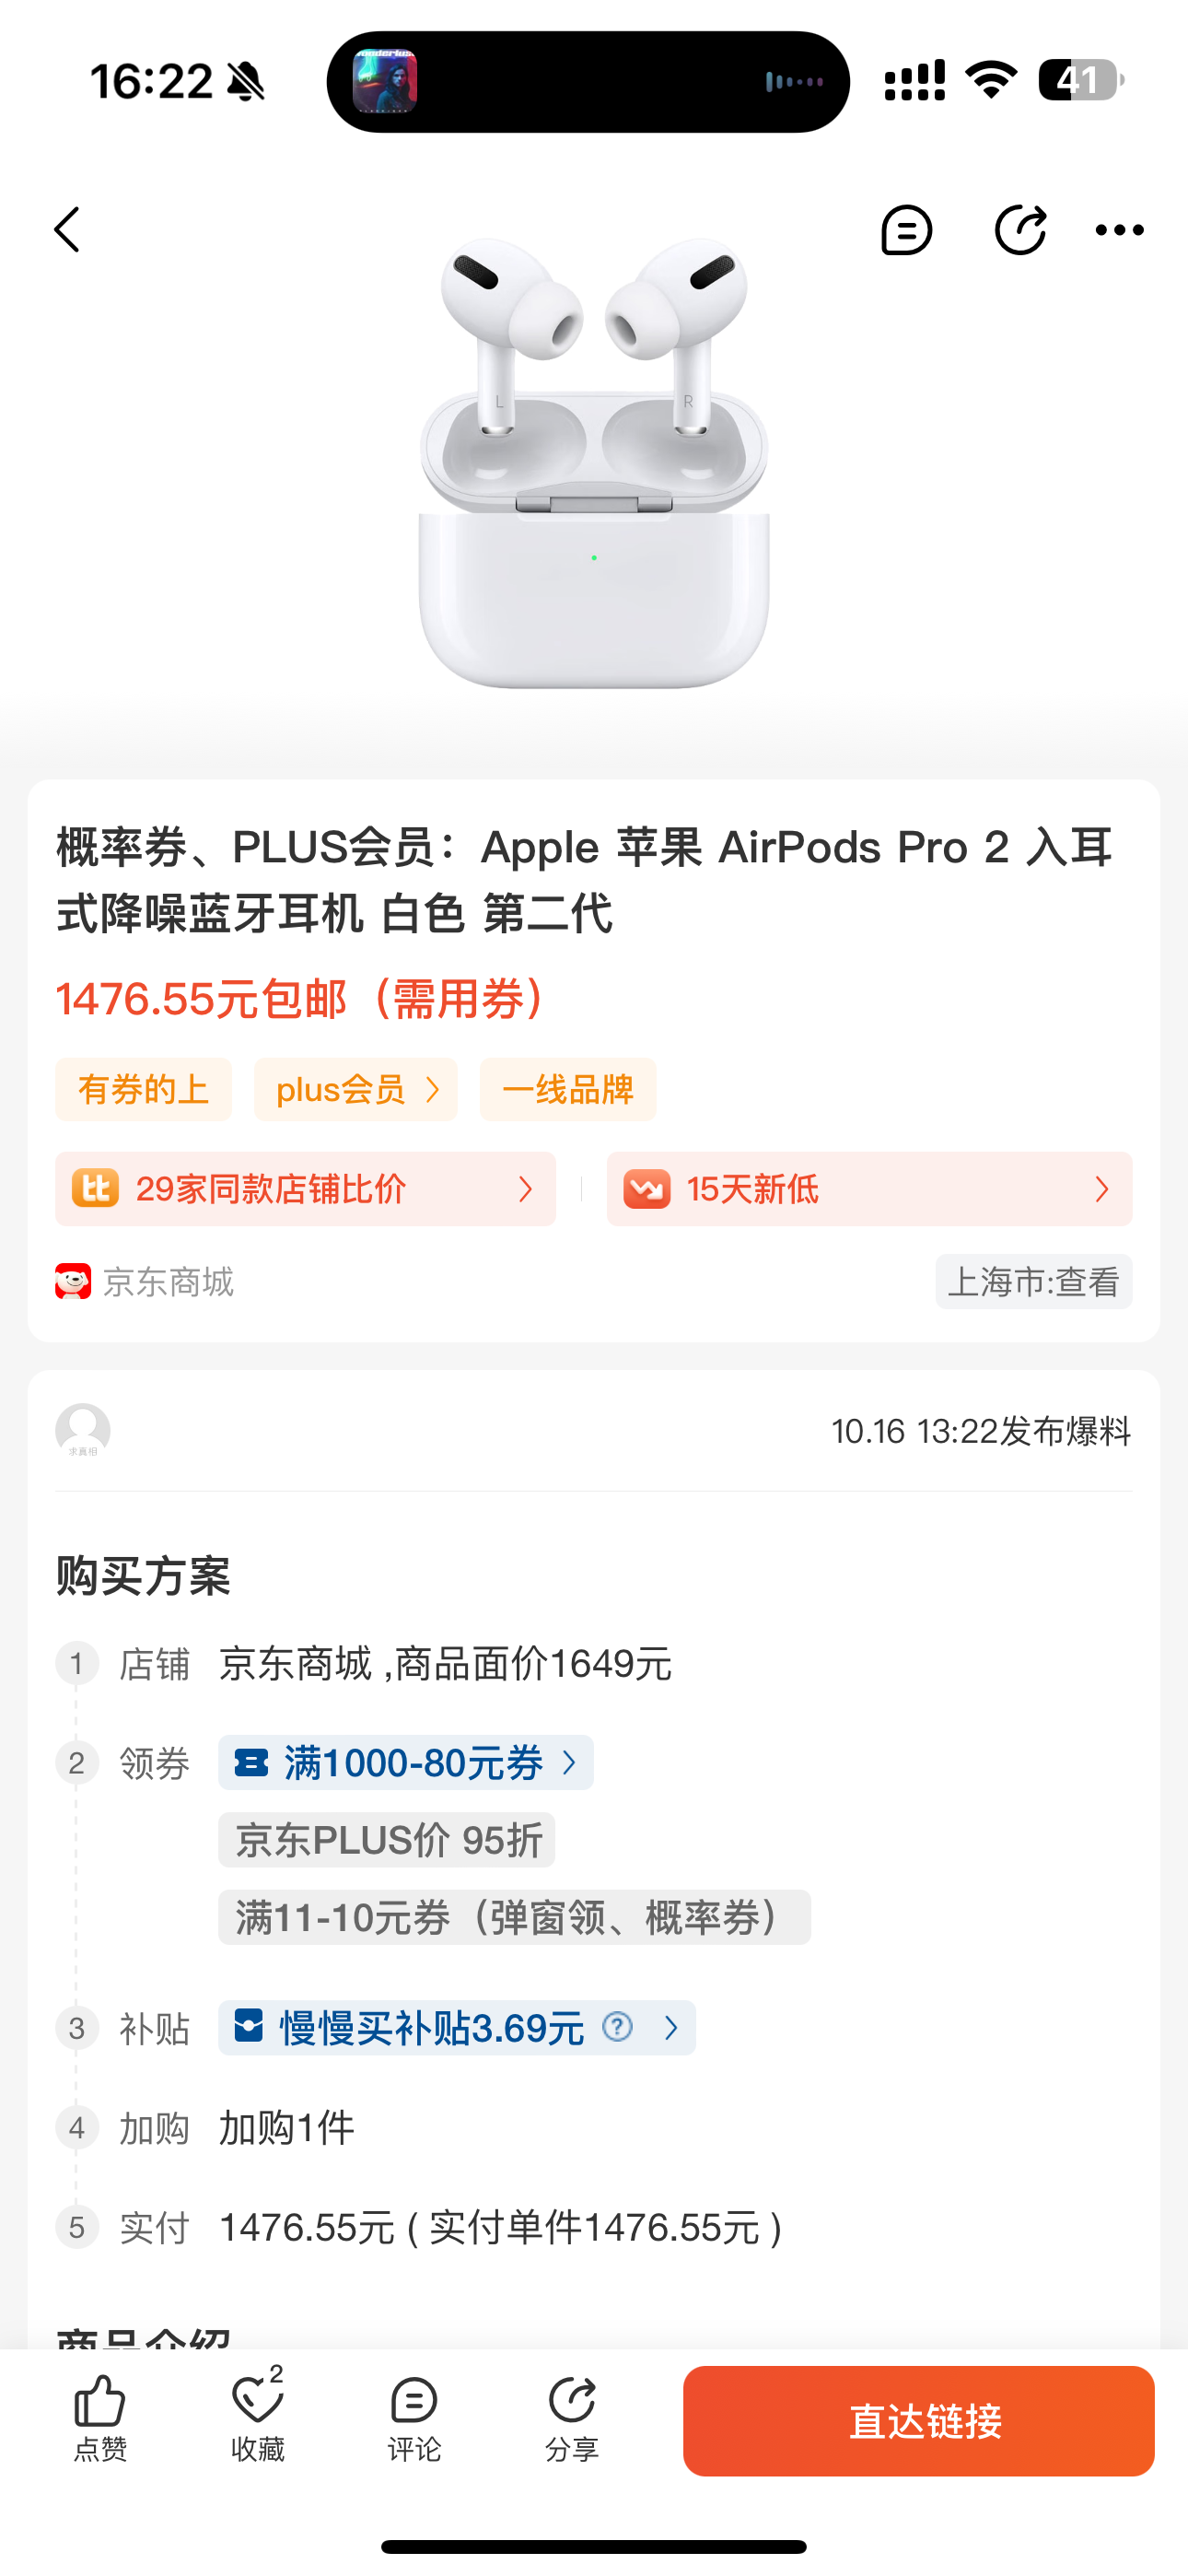 16:22
41
L
R
概率券、PLUS会员：Apple 苹果 AirPods Pro 2 入耳
式降噪蓝牙耳机 白色 第二代
1476.55元包邮（需用券）
有券的上
plus会员
一线品牌
比
29家同款店铺比价
15天新低
京东商城
上海市:查看
求真相
10.16 13:22发布爆料
购买方案
1 店铺 京东商城 ,商品面价1649元
2 领券 满1000-80元券
京东PLUS价 95折
满11-10元券（弹窗领、概率券）
3 补贴 慢慢买补贴3.69元 ?
4 加购 加购1件
5 实付 1476.55元 ( 实付单件1476.55元 )
商品介绍
点赞
2
收藏
评论
分享
直达链接